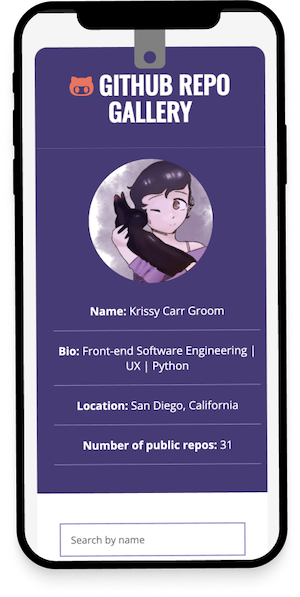 GITHUB REPO
GALLERY
Name: Krissy Carr Groom
Bio: Front-end Software Engineering |
UX | Python
Location: San Diego, California
Number of public repos: 31
Search by name